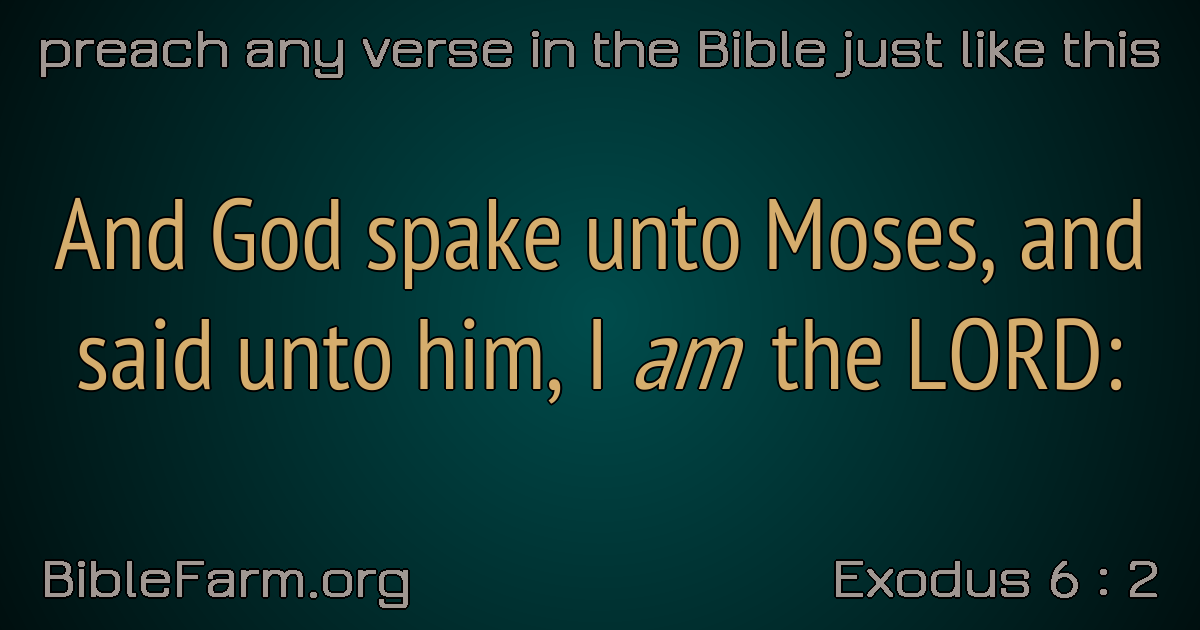 preach any verse in the Bible just like this
And God spake unto Moses, and
said unto him, I am the LORD:
BibleFarm.org
Exodus 6 : 2